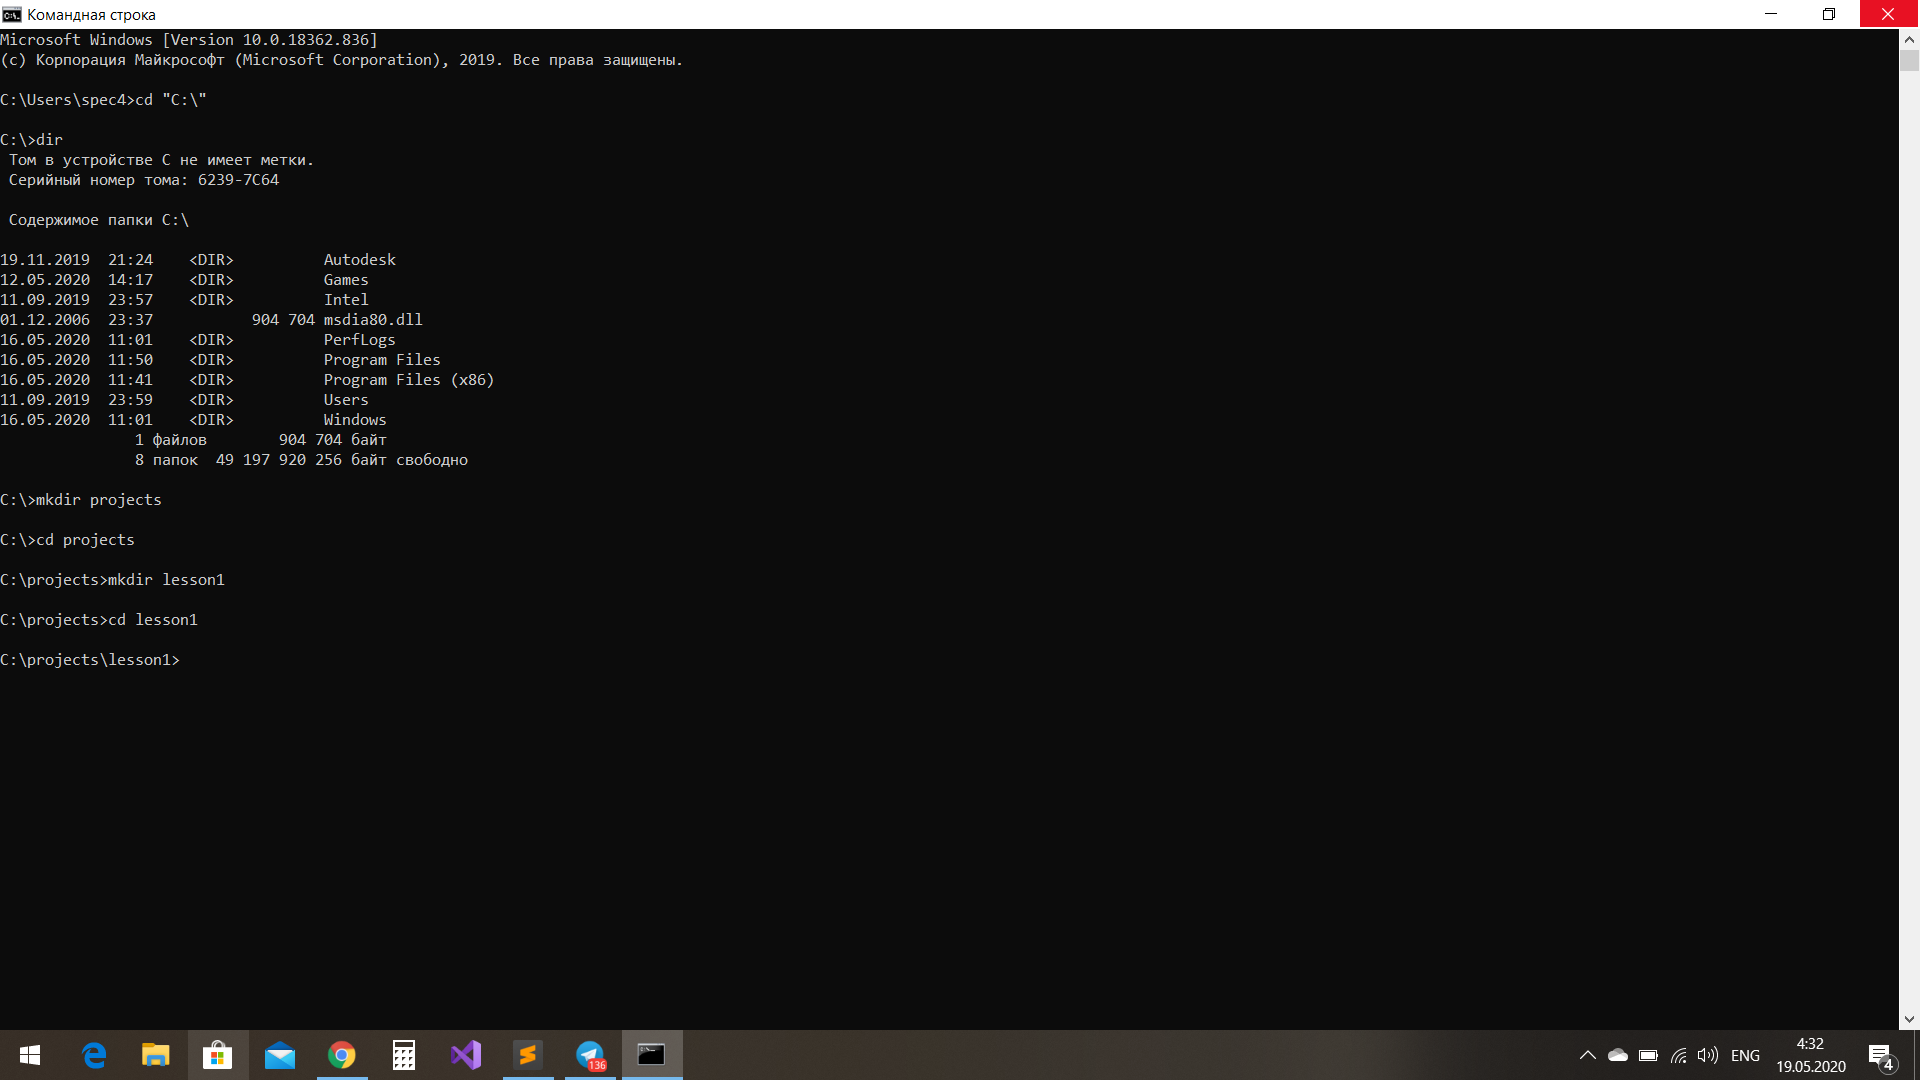 Командная строка
Microsoft Windows [Version 10.0.18362.836]
(c) Корпорация Майкрософт (Microsoft Corporation), 2019. Все права защищены.
C:\Users\spec4>cd "C:\"
C:\>dir
Том в устройстве C не имеет метки.
Серийный номер тома: 6239-7C64
Содержимое папки C:\
19.11.2019  21:24    <DIR>          Autodesk
12.05.2020  14:17    <DIR>          Games
11.09.2019  23:57    <DIR>          Intel
01.12.2006  23:37           904 704 msdia80.dll
16.05.2020  11:01    <DIR>          PerfLogs
16.05.2020  11:50    <DIR>          Program Files
16.05.2020  11:41    <DIR>          Program Files (x86)
11.09.2019  23:59    <DIR>          Users
16.05.2020  11:01    <DIR>          Windows
1 файлов        904 704 байт
8 папок  49 197 920 256 байт свободно
C:\>mkdir projects
C:\>cd projects
C:\projects>mkdir lesson1
C:\projects>cd lesson1
C:\projects\lesson1>
136
ENG
4:32
19.05.2020
4